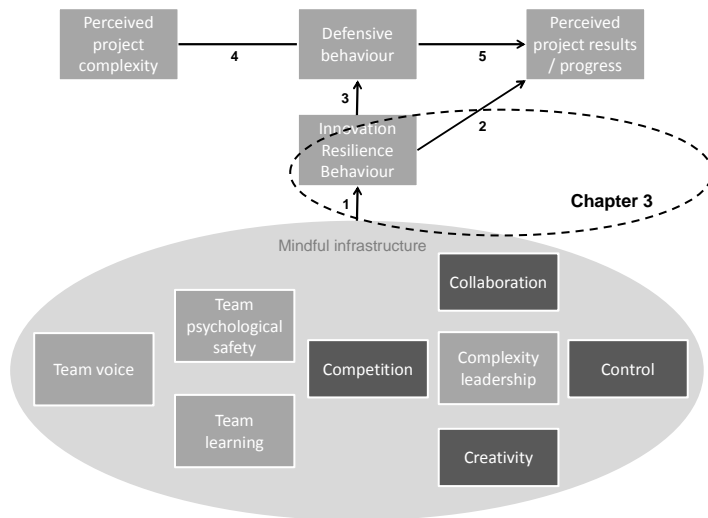 Perceived
project
complexity
4
Defensive
behaviour
5
Perceived
project results
/ progress
3
2
Innovation
Resilience
Behaviour
1
Chapter 3
Mindful infrastructure
Team voice
Team
psychological
safety
Team
learning
Competition
Collaboration
Complexity
leadership
Creativity
Control